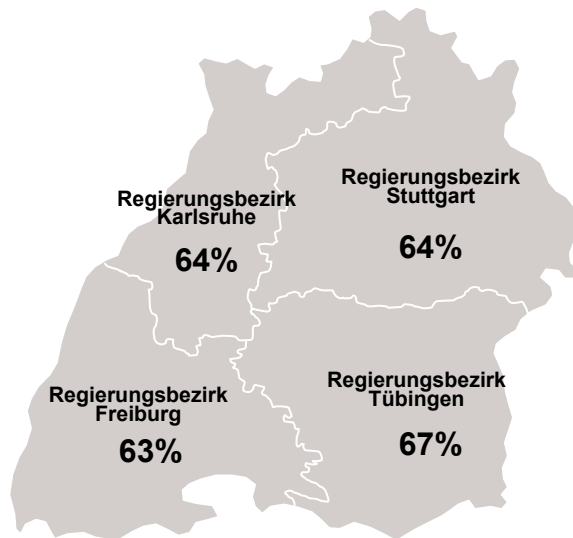 Regierungsbezirk
Karlsruhe
64%
Regierungsbezirk
Stuttgart
64%
Regierungsbezirk
Freiburg
63%
Regierungsbezirk
Tübingen
67%